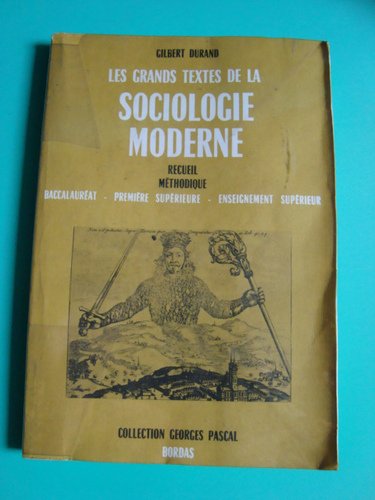 GILBERT DURAND
LES GRANDS TEXTES DE LA
SOCIOLOGIE
MODERNE
RECUEIL
MÉTHODIQUE
BACCALAURÉAT - PREMIÈRE SUPÉRIEURE - ENSEIGNEMENT SUPÉRIEUR
COLLECTION GEORGES PASCAL
BORDAS